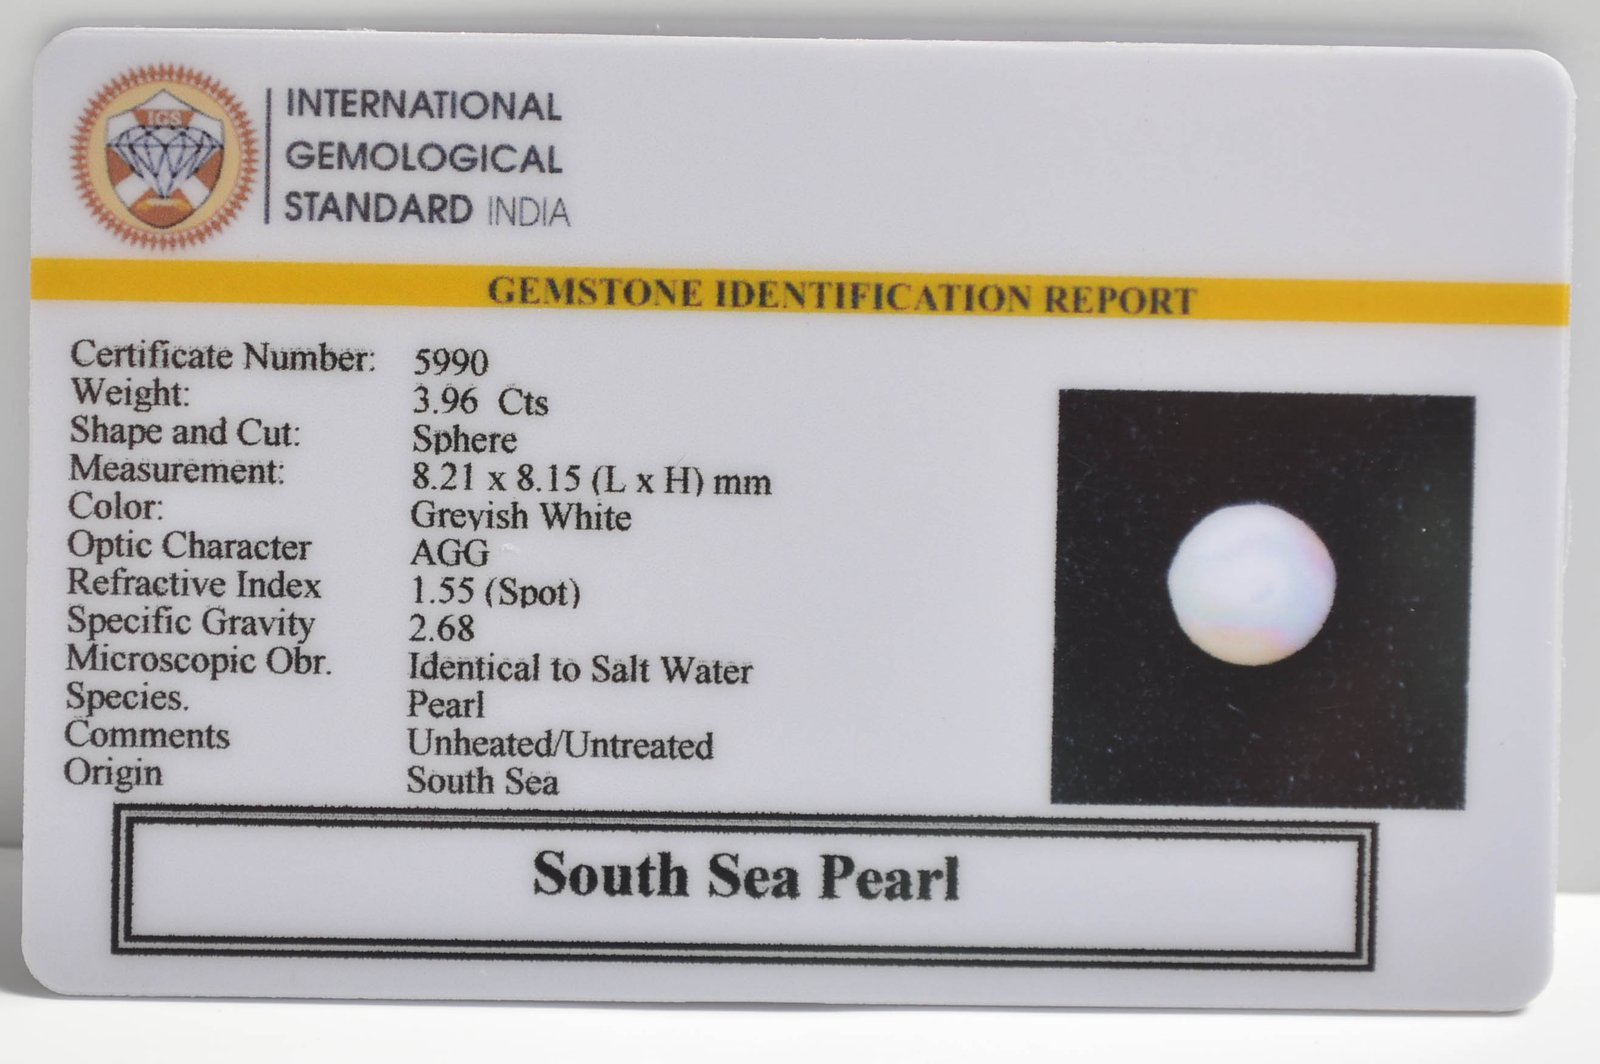 IGS
INTERNATIONAL
GEMOLOGICAL
STANDARD INDIA
GEMSTONE IDENTIFICATION REPORT
Certificate Number: 5990
Weight: 3.96 Cts
Shape and Cut: Sphere
Measurement: 8.21 x 8.15 (L x H) mm
Color: Greyish White
Optic Character AGG
Refractive Index 1.55 (Spot)
Specific Gravity 2.68
Microscopic Obr. Identical to Salt Water
Species. Pearl
Comments Unheated/Untreated
Origin South Sea
South Sea Pearl